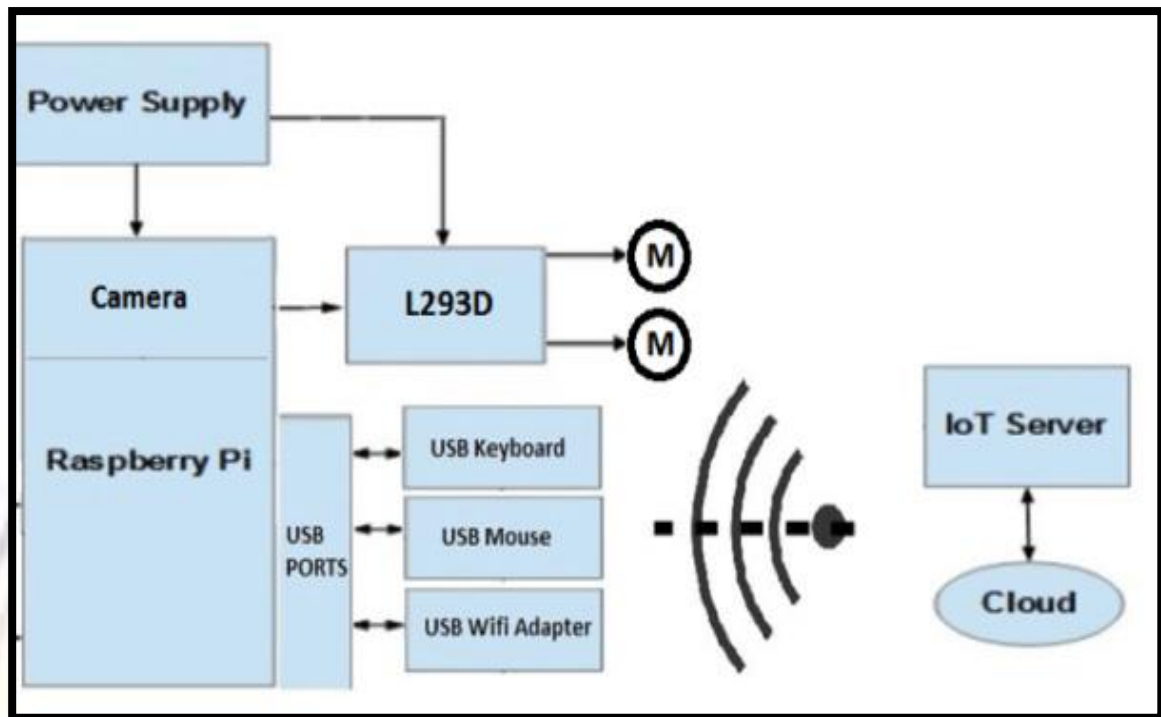 Power Supply
Camera
L293D
M
M
Raspberry Pi
USB
PORTS
USB Keyboard
USB Mouse
USB Wifi Adapter
IoT Server
Cloud